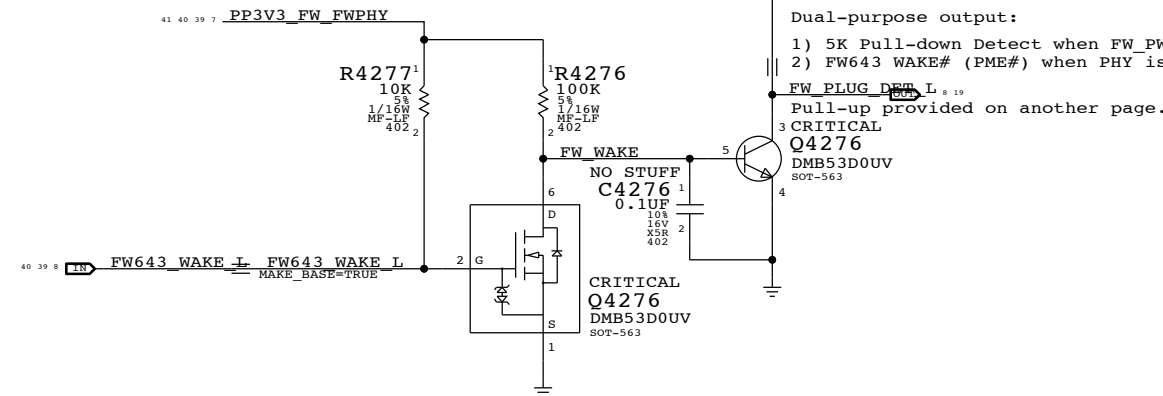 41 40 39 7 PP3V3_FW_FWPHY
R4277
10K
5%
1/16W
MF-LF
402
1
2
R4276
100K
5%
1/16W
MF-LF
402
1
2
Dual-purpose output:
1) 5K Pull-down Detect when FW_PW
2) FW643 WAKE# (PME#) when PHY is
FW_PLUG_DET_L 8 19
OUT
Pull-up provided on another page.
3 CRITICAL
Q4276
DMB53D0UV
SOT-563
5
4
FW_WAKE
NO STUFF
C4276
0.1UF
10%
16V
X5R
402
1
2
6
D
2 G
S
1
CRITICAL
Q4276
DMB53D0UV
SOT-563
40 39 8 IN FW643_WAKE_L FW643_WAKE_L
MAKE_BASE=TRUE